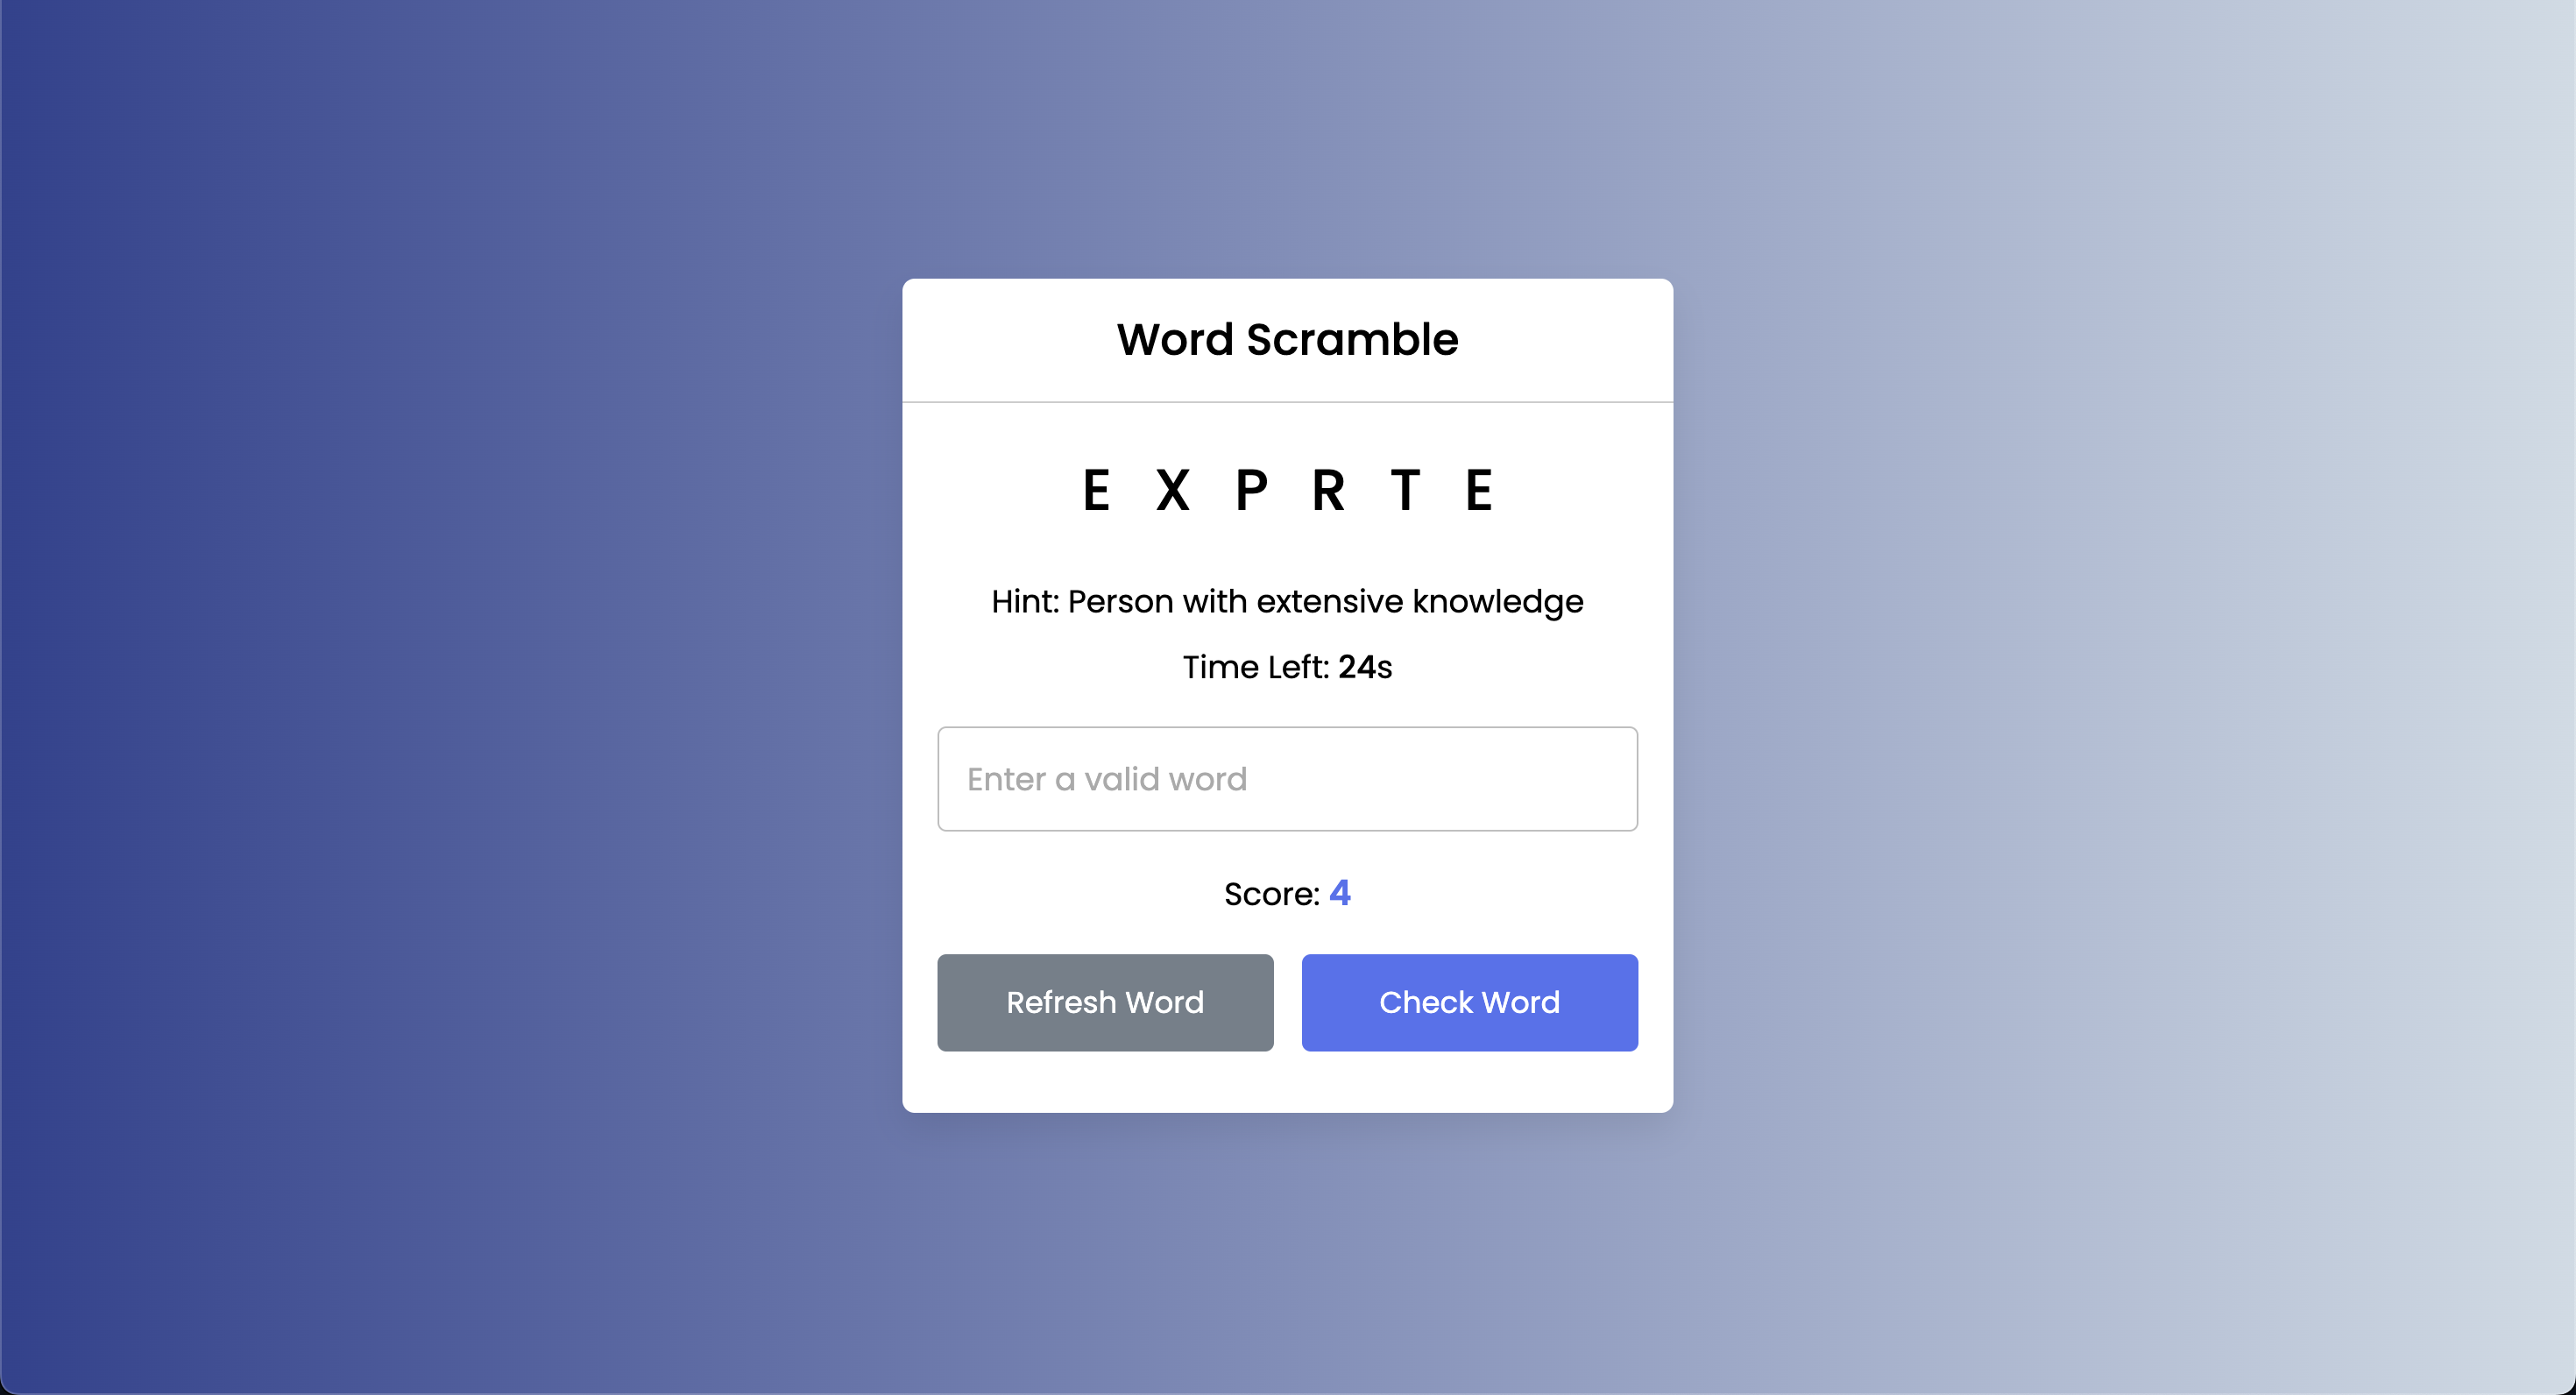 Word Scramble
E X P R T E
Hint: Person with extensive knowledge
Time Left: 24s
Enter a valid word
Score: 4
Refresh Word Check Word